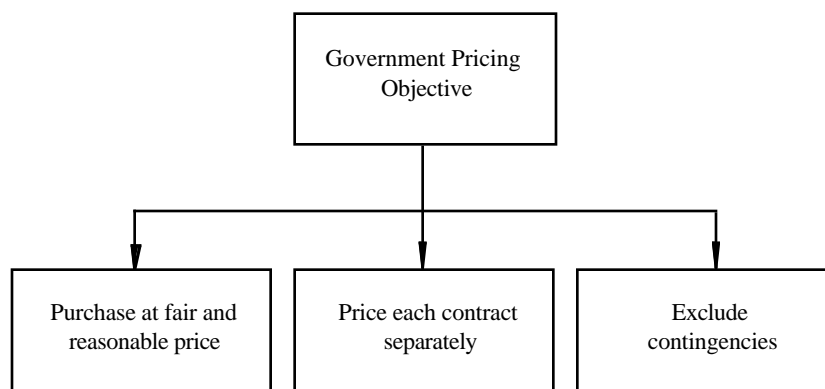 Government Pricing
Objective
Purchase at fair and
reasonable price
Price each contract
separately
Exclude
contingencies